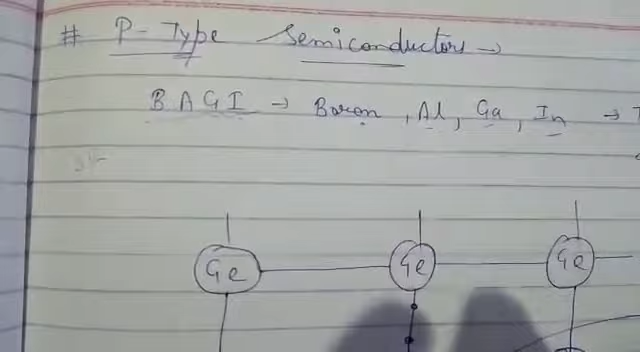 # P-Type Semiconductors →
B A G I → Boron, Al, Ga, In →
Ge Ge Ge